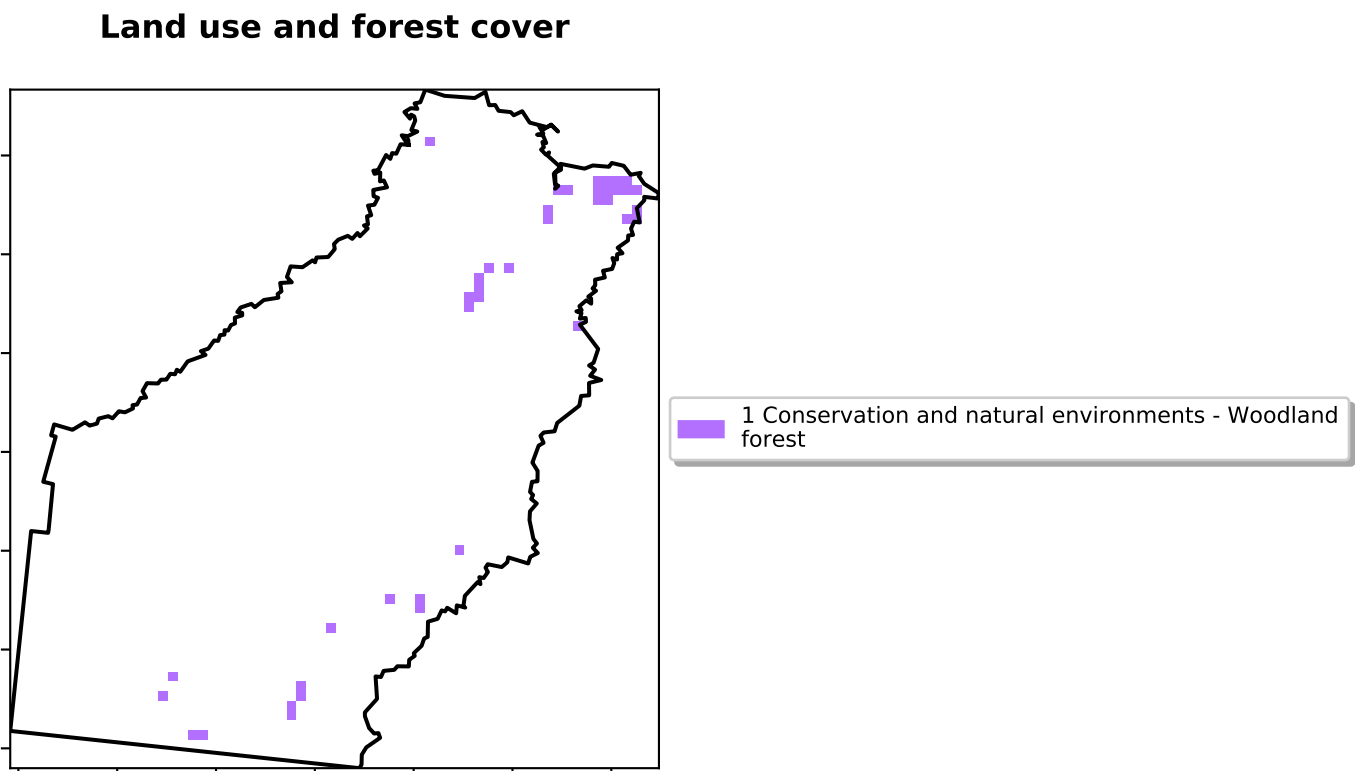 Land use and forest cover
1 Conservation and natural environments - Woodland
forest